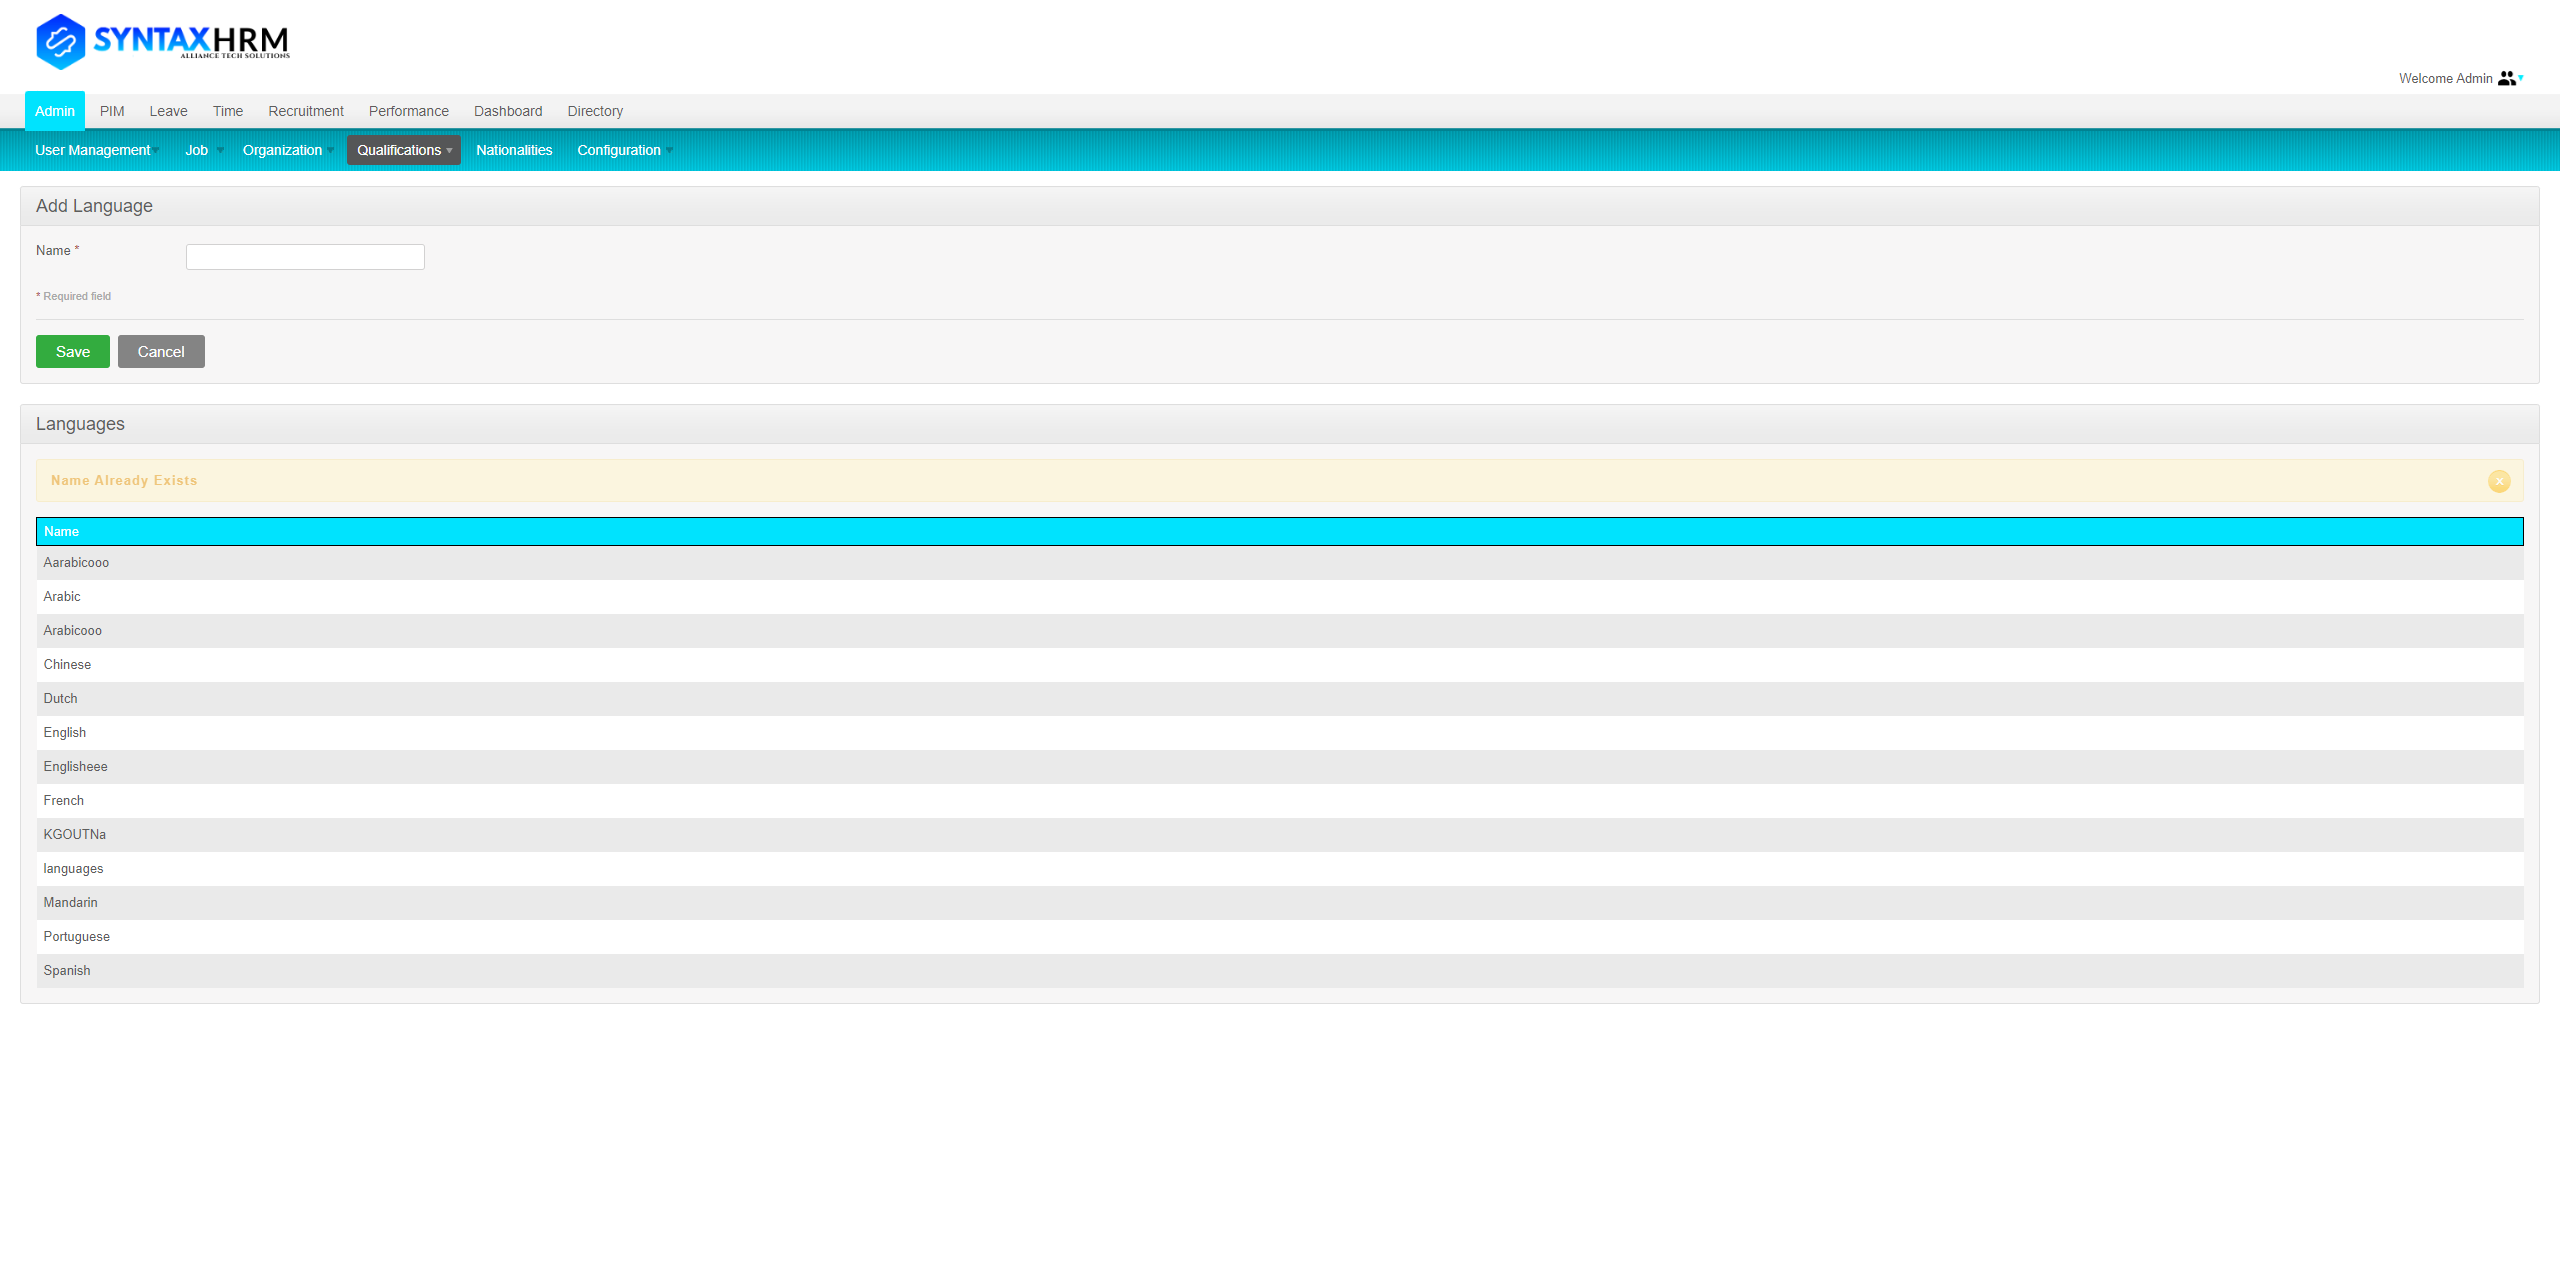 SYNTAXHRM
ALLIANCE TECH SOLUTIONS
Welcome Admin
Admin PIM Leave Time Recruitment Performance Dashboard Directory
User Management Job Organization Qualifications Nationalities Configuration
Add Language
Name *
* Required field
Save Cancel
Languages
Name Already Exists
x
Name
Aarabicooo
Arabic
Arabicooo
Chinese
Dutch
English
Englisheee
French
KGOUTNa
languages
Mandarin
Portuguese
Spanish